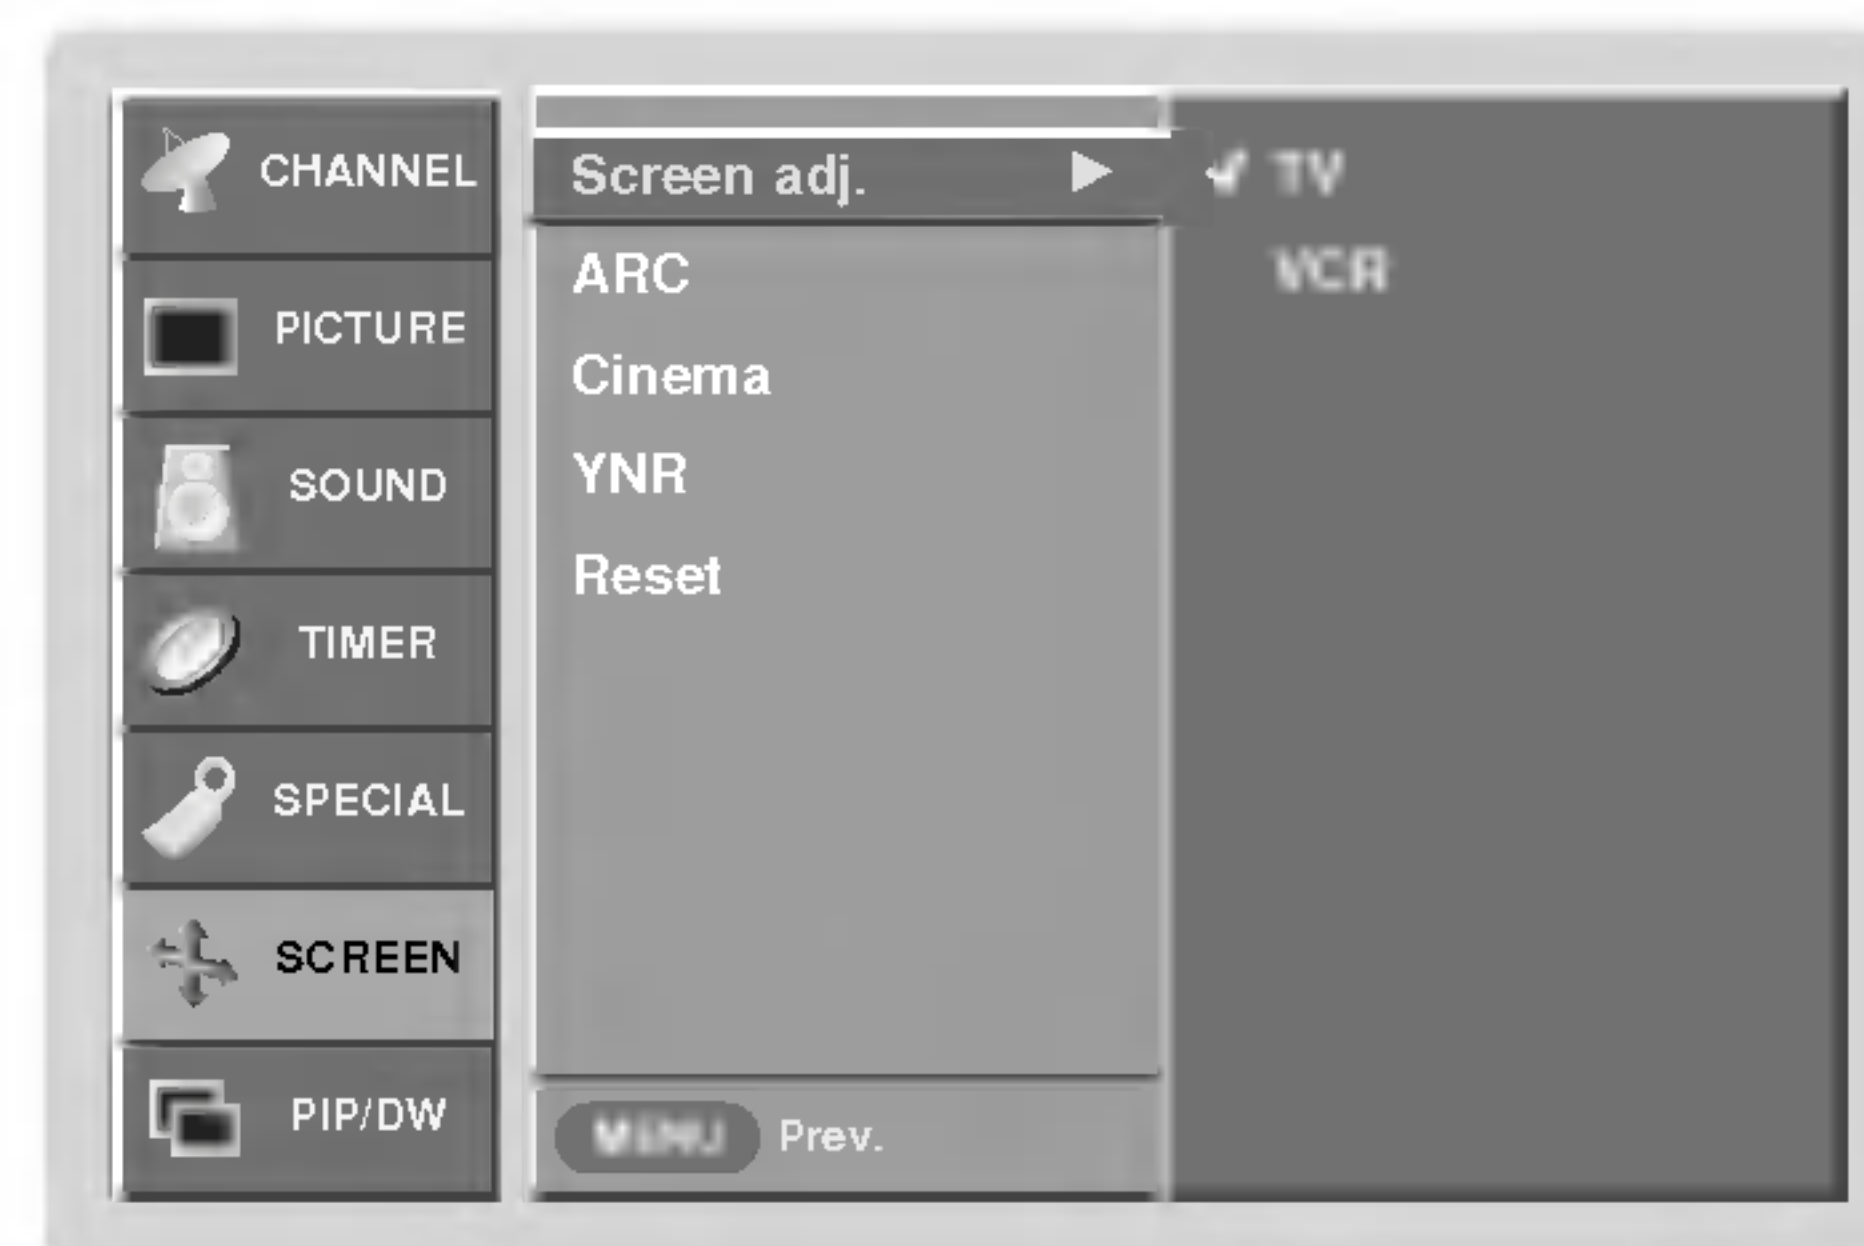 CHANNEL
PICTURE
SOUND
TIMER
SPECIAL
SCREEN
PIP/DW
Screen adj.
ARC
Cinema
YNR
Reset
MENU Prev.
TV
VCR